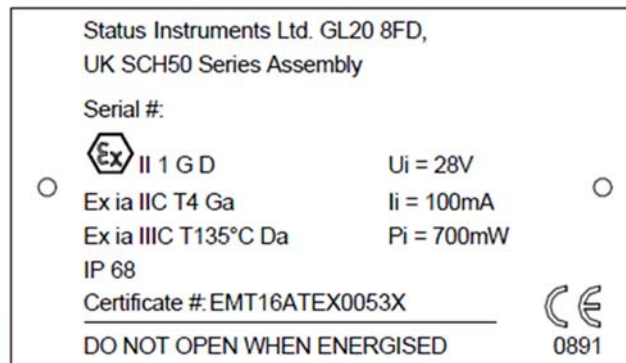 Status Instruments Ltd. GL20 8FD,
UK SCH50 Series Assembly
Serial #:
Ex II 1 G D Ui = 28V
Ex ia IIC T4 Ga Ii = 100mA
Ex ia IIIC T135°C Da Pi = 700mW
IP 68
Certificate #: EMT16ATEX0053X
CE
DO NOT OPEN WHEN ENERGISED 0891